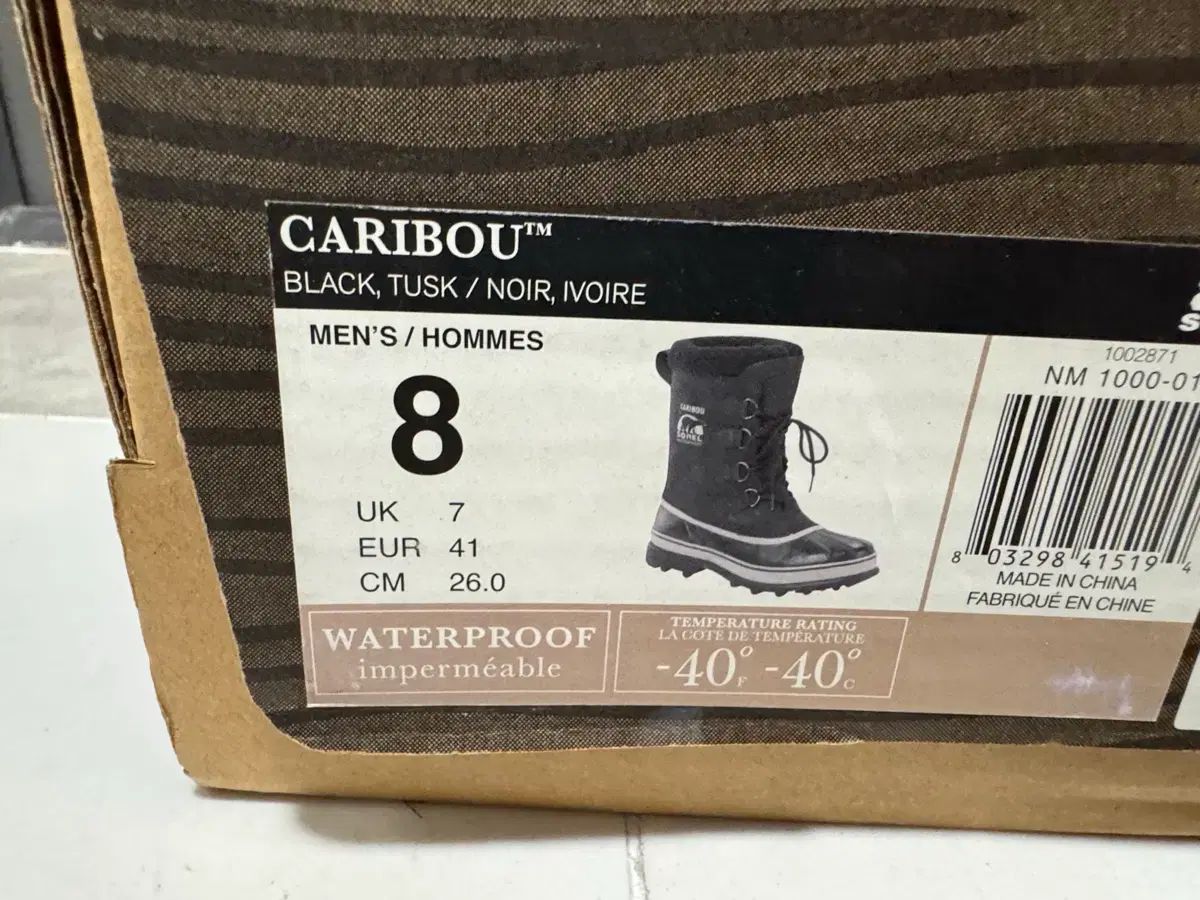 CARIBOU™
BLACK, TUSK / NOIR, IVOIRE
MEN'S / HOMMES
8
UK 7
EUR 41
CM 26.0
CARIBOU
SOREL
1002871
NM 1000-01
8 03298 41519 4
MADE IN CHINA
FABRIQUÉ EN CHINE
WATERPROOF
imperméable
TEMPERATURE RATING
LA COTE DE TEMPÉRATURE
-40°F -40°C